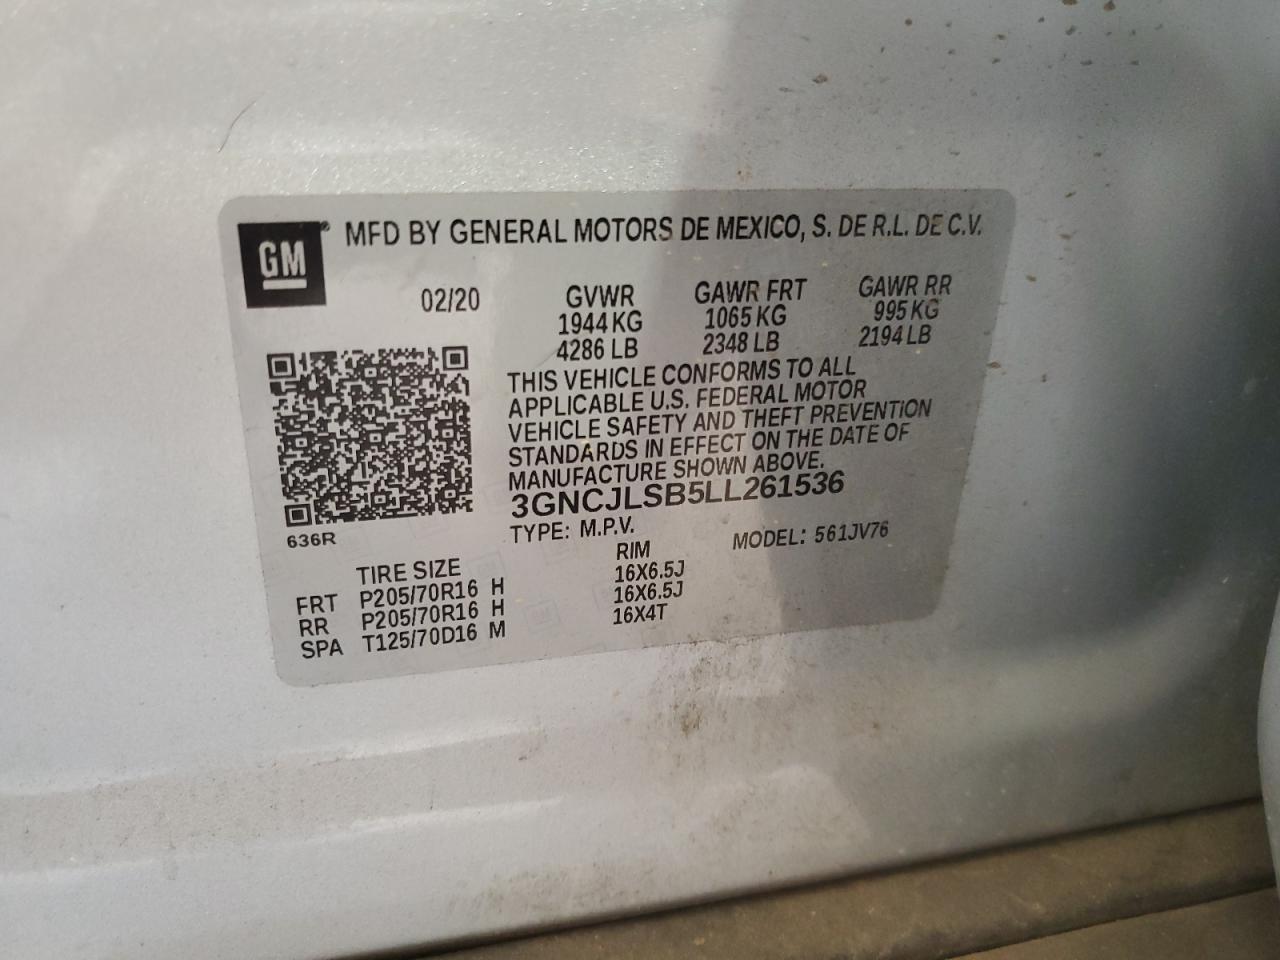 GM® MFD BY GENERAL MOTORS DE MEXICO, S. DE R.L. DE C.V.
02/20
GVWR GAWR FRT GAWR RR
1944 KG 1065 KG 995 KG
4286 LB 2348 LB 2194 LB
THIS VEHICLE CONFORMS TO ALL
APPLICABLE U.S. FEDERAL MOTOR
VEHICLE SAFETY AND THEFT PREVENTION
STANDARDS IN EFFECT ON THE DATE OF
MANUFACTURE SHOWN ABOVE.
3GNCJLSB5LL261536
636R
TYPE: M.P.V. MODEL: 561JV76
TIRE SIZE RIM
FRT P205/70R16 H 16X6.5J
RR P205/70R16 H 16X6.5J
SPA T125/70D16 M 16X4T